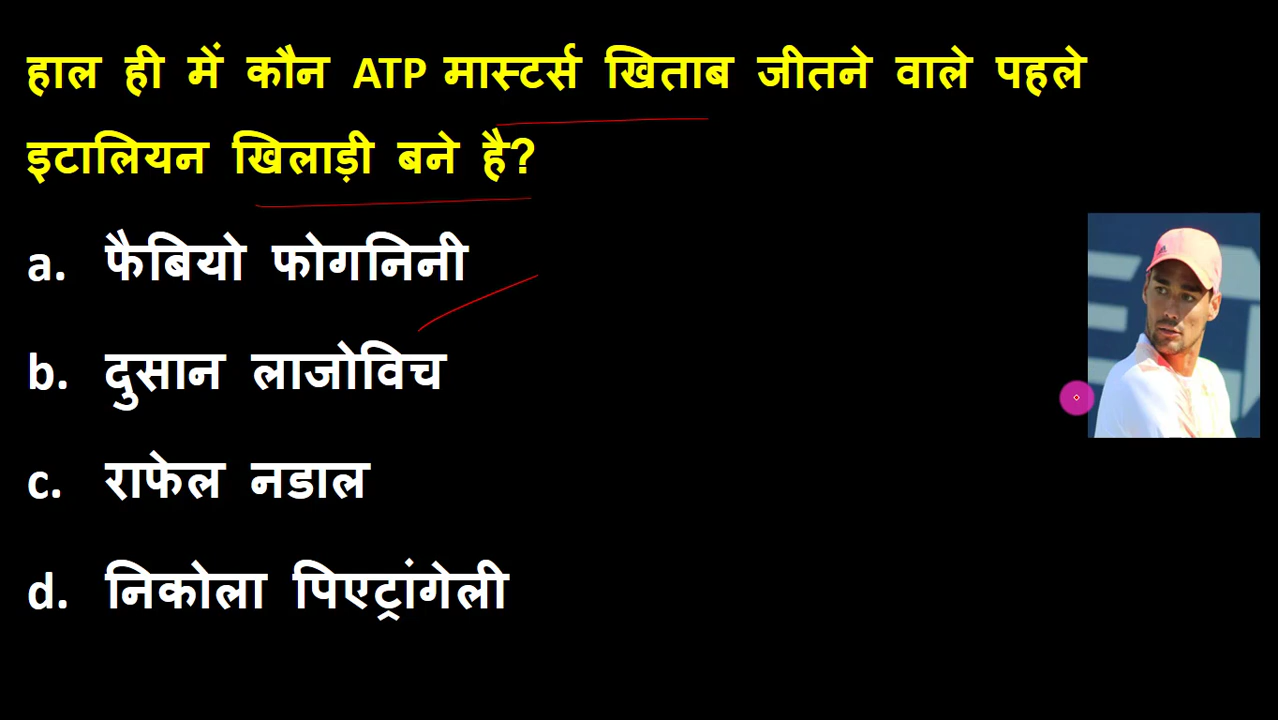 हाल ही में कौन ATP मास्टर्स खिताब जीतने वाले पहले
इटालियन खिलाड़ी बने है?
a. फैबियो फोगनिनी
b. दुसान लाजोविच
c. राफेल नडाल
d. निकोला पिएट्रांगेली